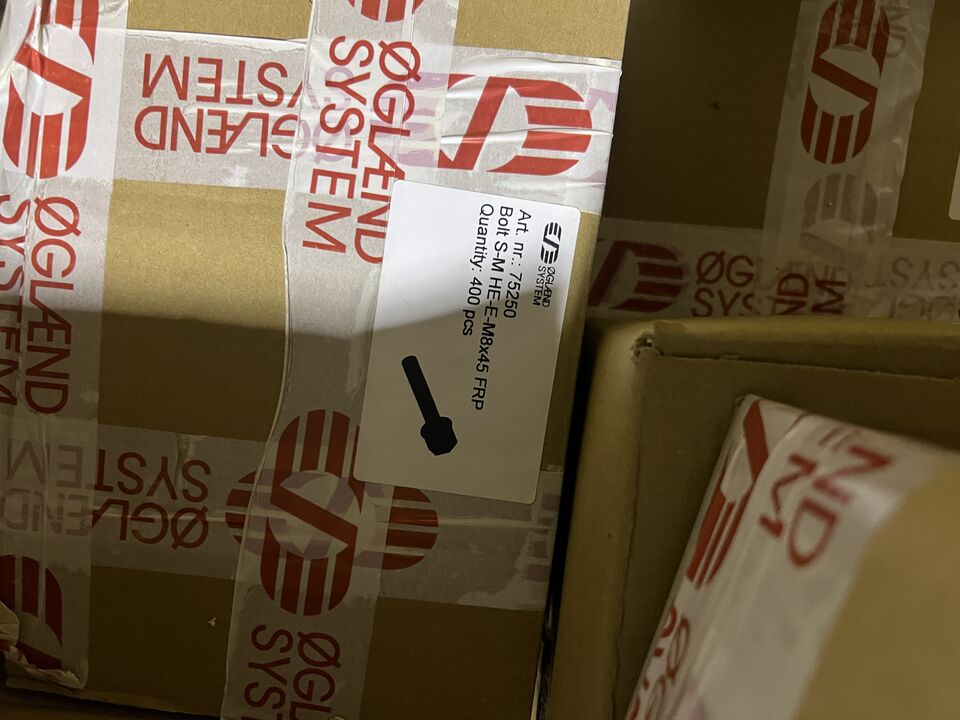 ØGLÆND
SYSTEM
Art. nr.: 75250
Bolt S-M HE-E-M8x45 FRP
Quantity: 400 pcs
ØGLÆND
SYSTEM
ØGLÆND
SYSTEM
ØGLÆND
SYSTEM
ØGLÆND
SYSTEM
ØGLÆND
SYSTEM